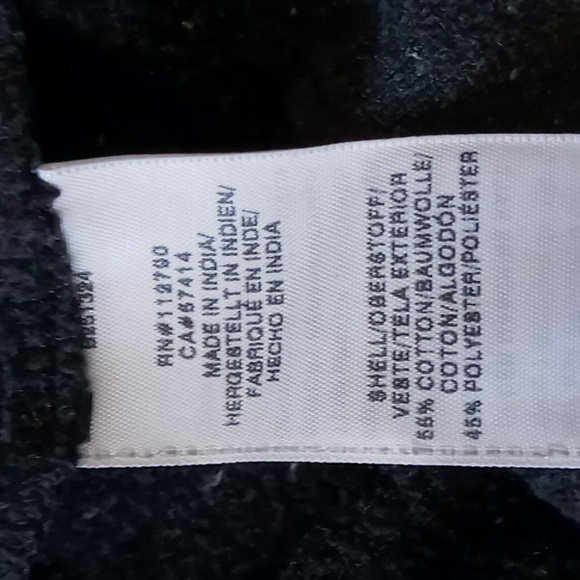 RN#112790
CA#57414
MADE IN INDIA/
HERGESTELLT IN INDIEN/
FABRIQUÉ EN INDE/
HECHO EN INDIA
SHELL/OBERSTOFF/
VESTE/TELA EXTERIOR
55% COTTON/BAUMWOLLE/
COTON/ALGODÓN
45% POLYESTER/POLIÉSTER